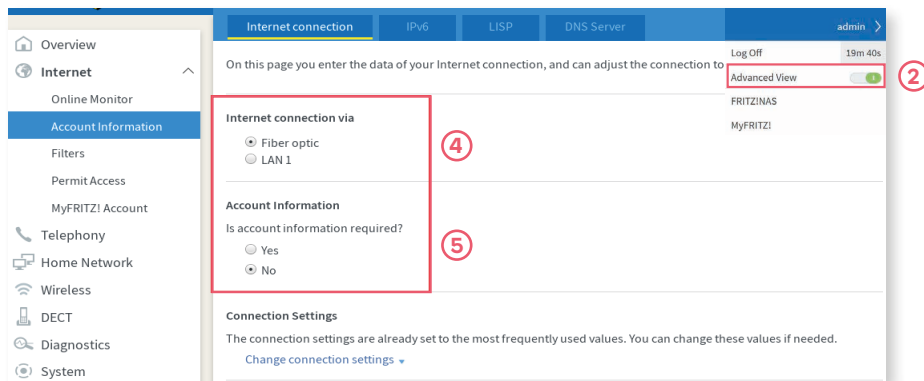 Internet connection
IPv6
LISP
DNS Server
admin
Overview
Internet
Online Monitor
Account Information
Filters
Permit Access
MyFRITZ! Account
Telephony
Home Network
Wireless
DECT
Diagnostics
System
On this page you enter the data of your Internet connection, and can adjust the connection to
Log Off 19m 40s
Advanced View
FRITZ!NAS
MyFRITZ!
2
Internet connection via
Fiber optic
LAN 1
4
Account Information
Is account information required?
Yes
No
5
Connection Settings
The connection settings are already set to the most frequently used values. You can change these values if needed.
Change connection settings